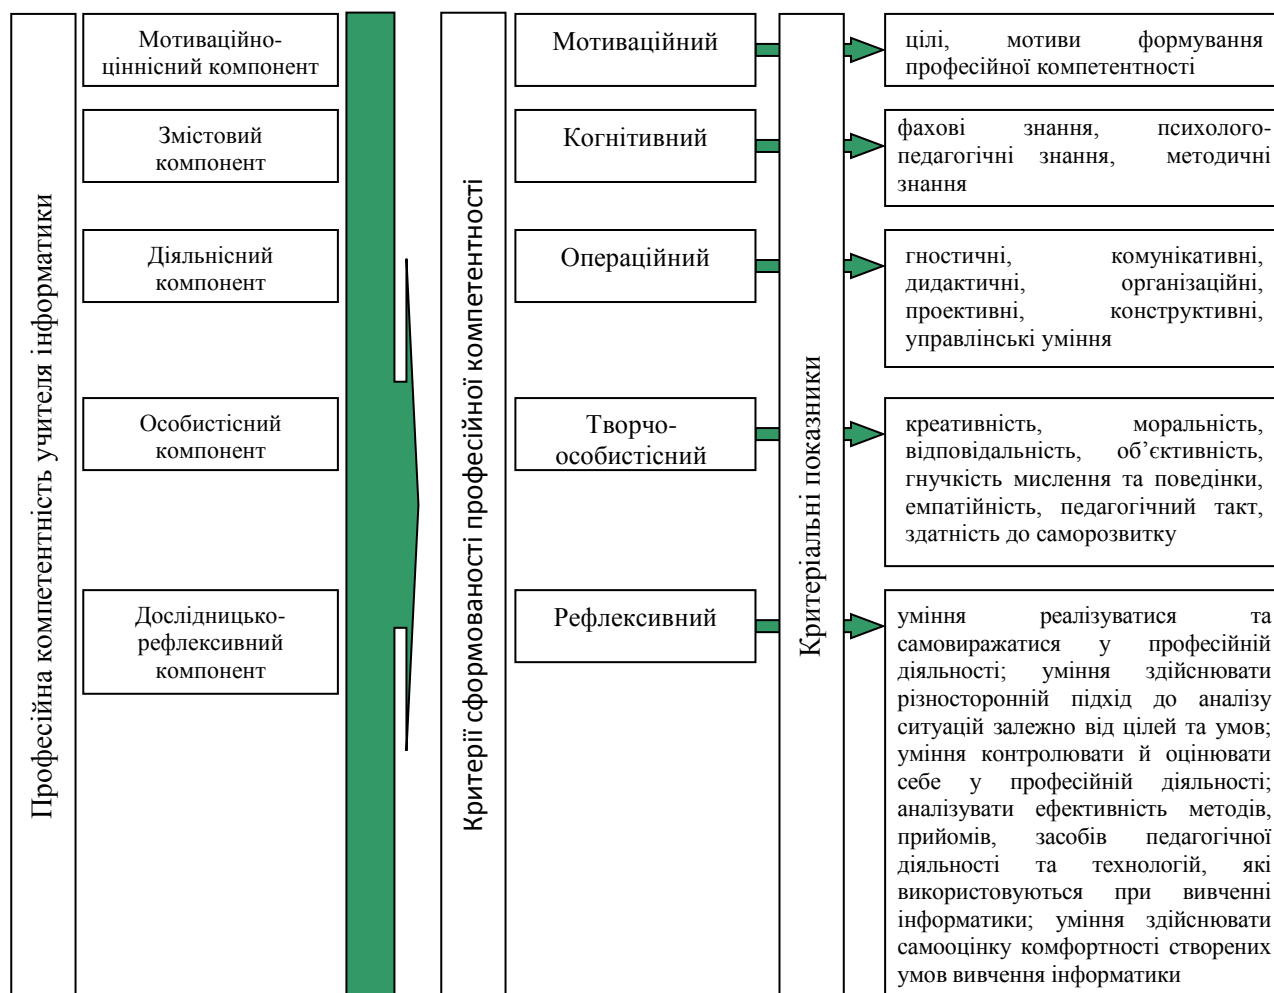 Професійна компетентність учителя інформатики
Мотиваційно-
ціннісний компонент
Змістовий
компонент
Діяльнісний
компонент
Особистісний
компонент
Дослідницько-
рефлексивний
компонент
Критерії сформованості професійної компетентності
Мотиваційний
Когнітивний
Операційний
Творчо-
особистісний
Рефлексивний
Критеріальні показники
цілі, мотиви формування
професійної компетентності
фахові знання, психолого-
педагогічні знання, методичні
знання
гностичні, комунікативні,
дидактичні, організаційні,
проективні, конструктивні,
управлінські уміння
креативність, моральність,
відповідальність, об’єктивність,
гнучкість мислення та поведінки,
емпатійність, педагогічний такт,
здатність до саморозвитку
уміння реалізуватися та
самовиражатися у професійній
діяльності; уміння здійснювати
різносторонній підхід до аналізу
ситуацій залежно від цілей та умов;
уміння контролювати й оцінювати
себе у професійній діяльності;
аналізувати ефективність методів,
прийомів, засобів педагогічної
діяльності та технологій, які
використовуються при вивченні
інформатики; уміння здійснювати
самооцінку комфортності створених
умов вивчення інформатики